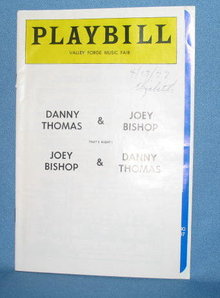 PLAYBILL
VALLEY FORGE MUSIC FAIR
DANNY THOMAS & JOEY BISHOP
THAT'S RIGHT!
JOEY BISHOP & DANNY THOMAS